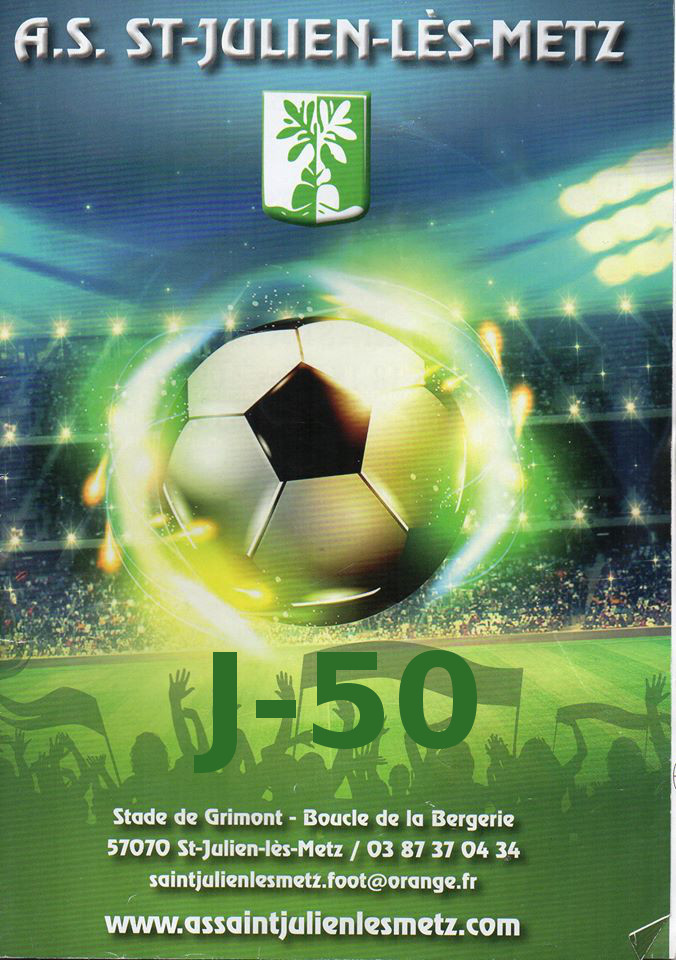 A.S. ST-JULIEN-LÈS-METZ
J-50
Stade de Grimont - Boucle de la Bergerie
57070 St-Julien-lès-Metz / 03 87 37 04 34
saintjulienlesmetz.foot@orange.fr
www.assaintjulienlesmetz.com